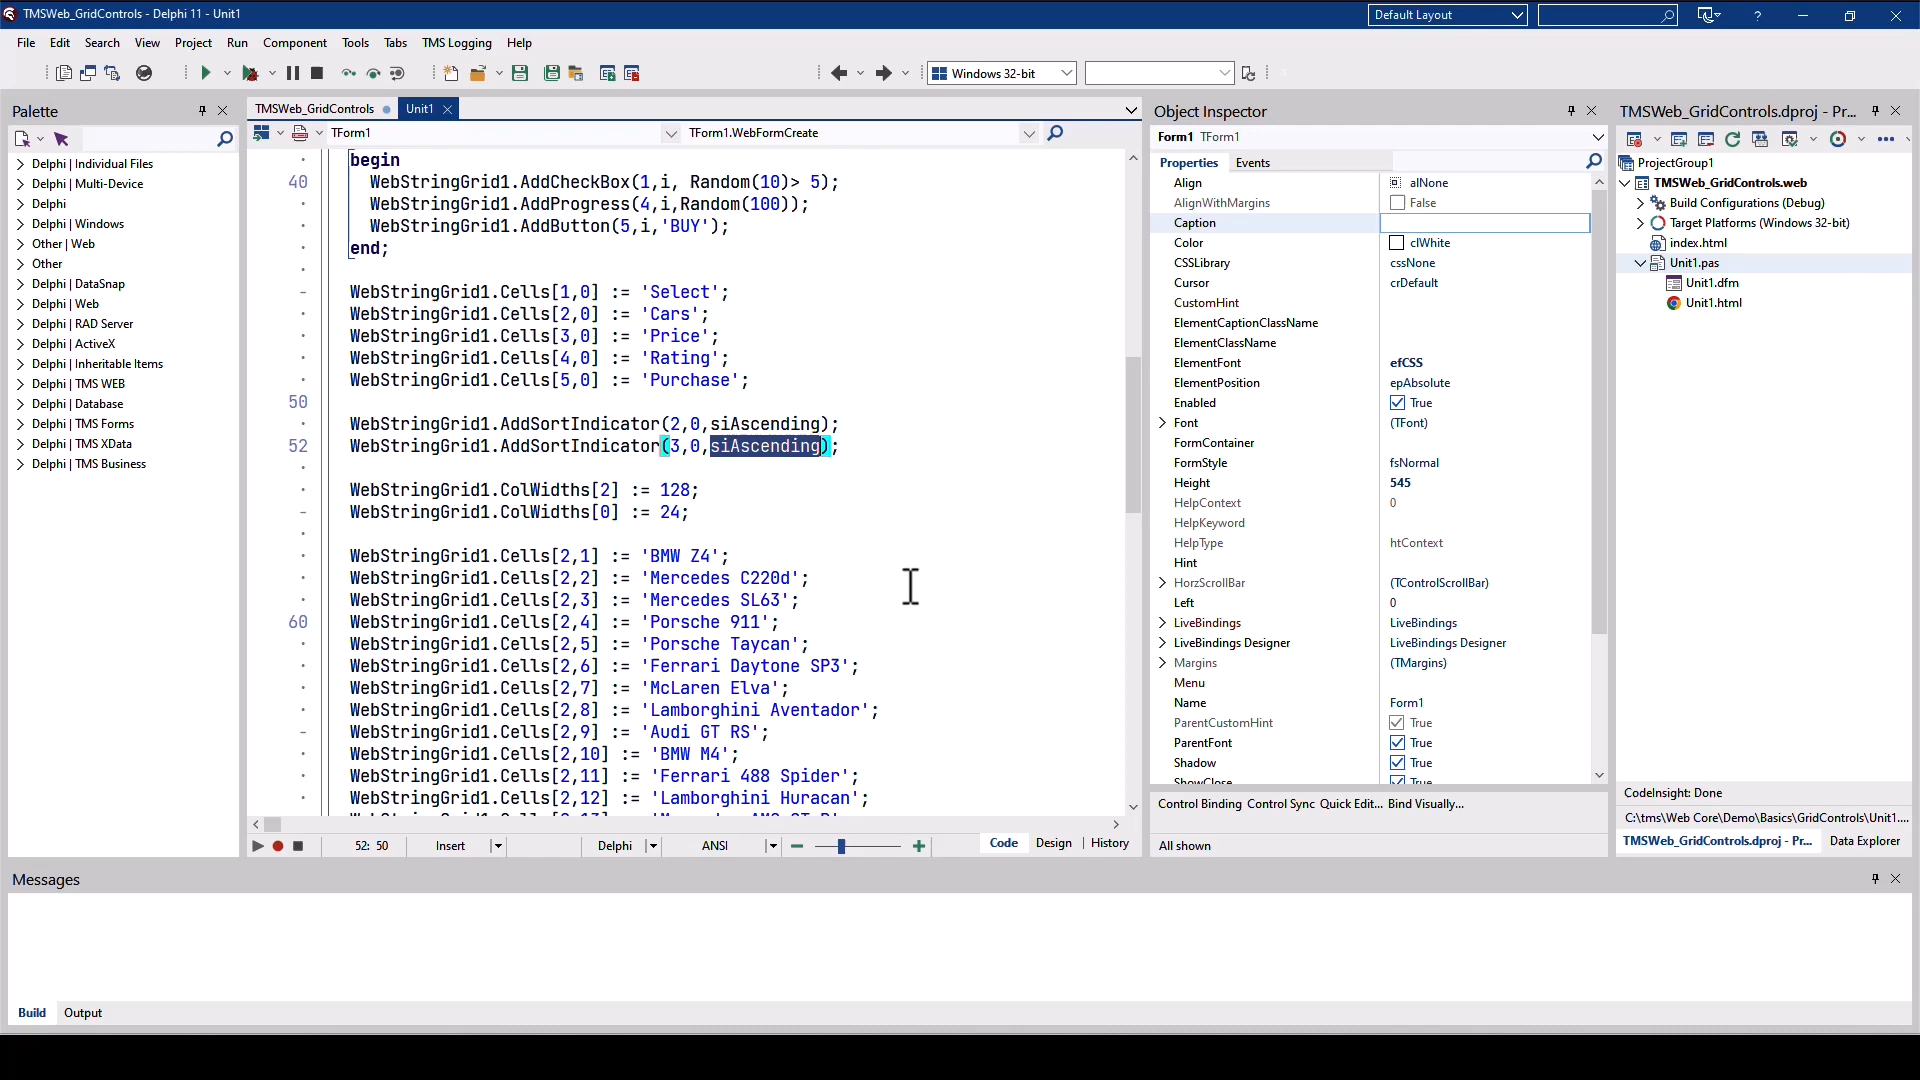 TMSWeb_GridControls - Delphi 11 - Unit1
Default Layout
?
File Edit Search View Project Run Component Tools Tabs TMS Logging Help
Windows 32-bit
Palette
Delphi | Individual Files
Delphi | Multi-Device
Delphi
Delphi | Windows
Other | Web
Other
Delphi | DataSnap
Delphi | Web
Delphi | RAD Server
Delphi | ActiveX
Delphi | Inheritable Items
Delphi | TMS WEB
Delphi | Database
Delphi | TMS Forms
Delphi | TMS XData
Delphi | TMS Business
TMSWeb_GridControls Unit1
TForm1 TForm1.WebFormCreate
begin
40 WebStringGrid1.AddCheckBox(1,i, Random(10)> 5);
WebStringGrid1.AddProgress(4,i,Random(100));
WebStringGrid1.AddButton(5,i,'BUY');
end;
WebStringGrid1.Cells[1,0] := 'Select';
WebStringGrid1.Cells[2,0] := 'Cars';
WebStringGrid1.Cells[3,0] := 'Price';
WebStringGrid1.Cells[4,0] := 'Rating';
WebStringGrid1.Cells[5,0] := 'Purchase';
50
WebStringGrid1.AddSortIndicator(2,0,siAscending);
52 WebStringGrid1.AddSortIndicator(3,0,siAscending);
WebStringGrid1.ColWidths[2] := 128;
WebStringGrid1.ColWidths[0] := 24;
WebStringGrid1.Cells[2,1] := 'BMW Z4';
WebStringGrid1.Cells[2,2] := 'Mercedes C220d';
WebStringGrid1.Cells[2,3] := 'Mercedes SL63';
60 WebStringGrid1.Cells[2,4] := 'Porsche 911';
WebStringGrid1.Cells[2,5] := 'Porsche Taycan';
WebStringGrid1.Cells[2,6] := 'Ferrari Daytone SP3';
WebStringGrid1.Cells[2,7] := 'McLaren Elva';
WebStringGrid1.Cells[2,8] := 'Lamborghini Aventador';
WebStringGrid1.Cells[2,9] := 'Audi GT RS';
WebStringGrid1.Cells[2,10] := 'BMW M4';
WebStringGrid1.Cells[2,11] := 'Ferrari 488 Spider';
WebStringGrid1.Cells[2,12] := 'Lamborghini Huracan';
52: 50 Insert Delphi ANSI Code Design History
Object Inspector
Form1 TForm1
Properties Events
Align alNone
AlignWithMargins False
Caption
Color clWhite
CSSLibrary cssNone
Cursor crDefault
CustomHint
ElementCaptionClassName
ElementClassName
ElementFont efCSS
ElementPosition epAbsolute
Enabled True
Font (TFont)
FormContainer
FormStyle fsNormal
Height 545
HelpContext 0
HelpKeyword
HelpType htContext
Hint
HorzScrollBar (TControlScrollBar)
Left 0
LiveBindings LiveBindings
LiveBindings Designer LiveBindings Designer
Margins (TMargins)
Menu
Name Form1
ParentCustomHint True
ParentFont True
Shadow True
ShowClose True
Control Binding Control Sync Quick Edit... Bind Visually...
All shown
TMSWeb_GridControls.dproj - Pr...
ProjectGroup1
TMSWeb_GridControls.web
Build Configurations (Debug)
Target Platforms (Windows 32-bit)
index.html
Unit1.pas
Unit1.dfm
Unit1.html
CodeInsight: Done
C:\tms\Web Core\Demo\Basics\GridControls\Unit1....
TMSWeb_GridControls.dproj - Pr... Data Explorer
Messages
Build Output